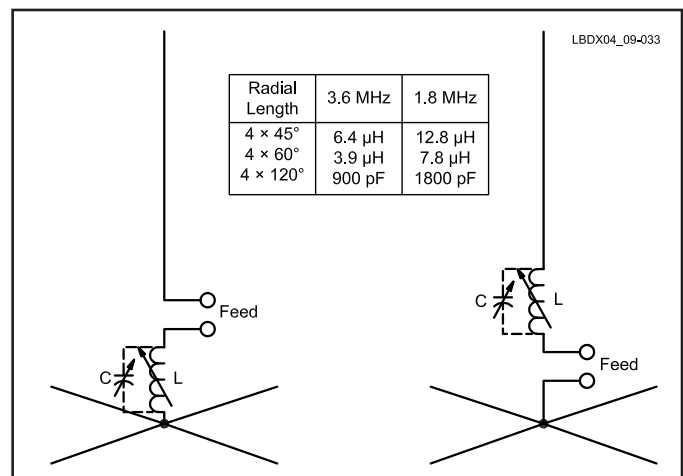 LBDX04_09-033
Radial Length 3.6 MHz 1.8 MHz
4 × 45° 6.4 µH 12.8 µH
4 × 60° 3.9 µH 7.8 µH
4 × 120° 900 pF 1800 pF
Feed
C L
C L
Feed